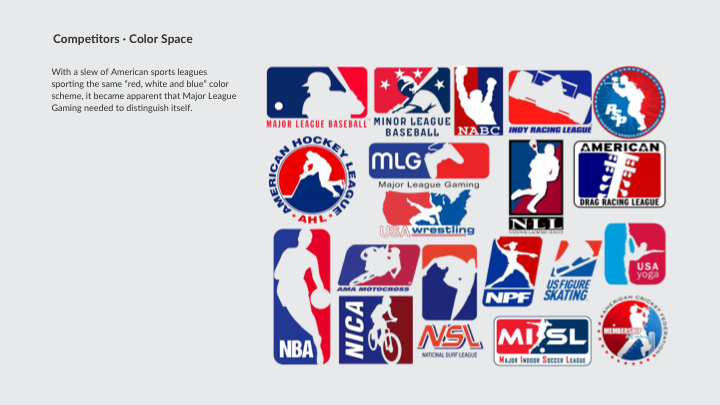 Competitors · Color Space
With a slew of American sports leagues
sporting the same “red, white and blue” color
scheme, it became apparent that Major League
Gaming needed to distinguish itself.
MAJOR LEAGUE BASEBALL
MINOR LEAGUE
BASEBALL
NABC
INDY RACING LEAGUE
AMERICAN HOCKEY LEAGUE
AHL
MLG
Major League Gaming
NLL
NATIONAL LACROSSE LEAGUE
AMERICAN
DRAG RACING LEAGUE
USA wrestling
NBA
AMA MOTOCROSS
NICA
NSL
NATIONAL SURF LEAGUE
NPF
US FIGURE
SKATING
USA
yoga
MISL
MAJOR INDOOR SOCCER LEAGUE
AMERICAN CRICKET FEDERATION
MEMBERSHIP